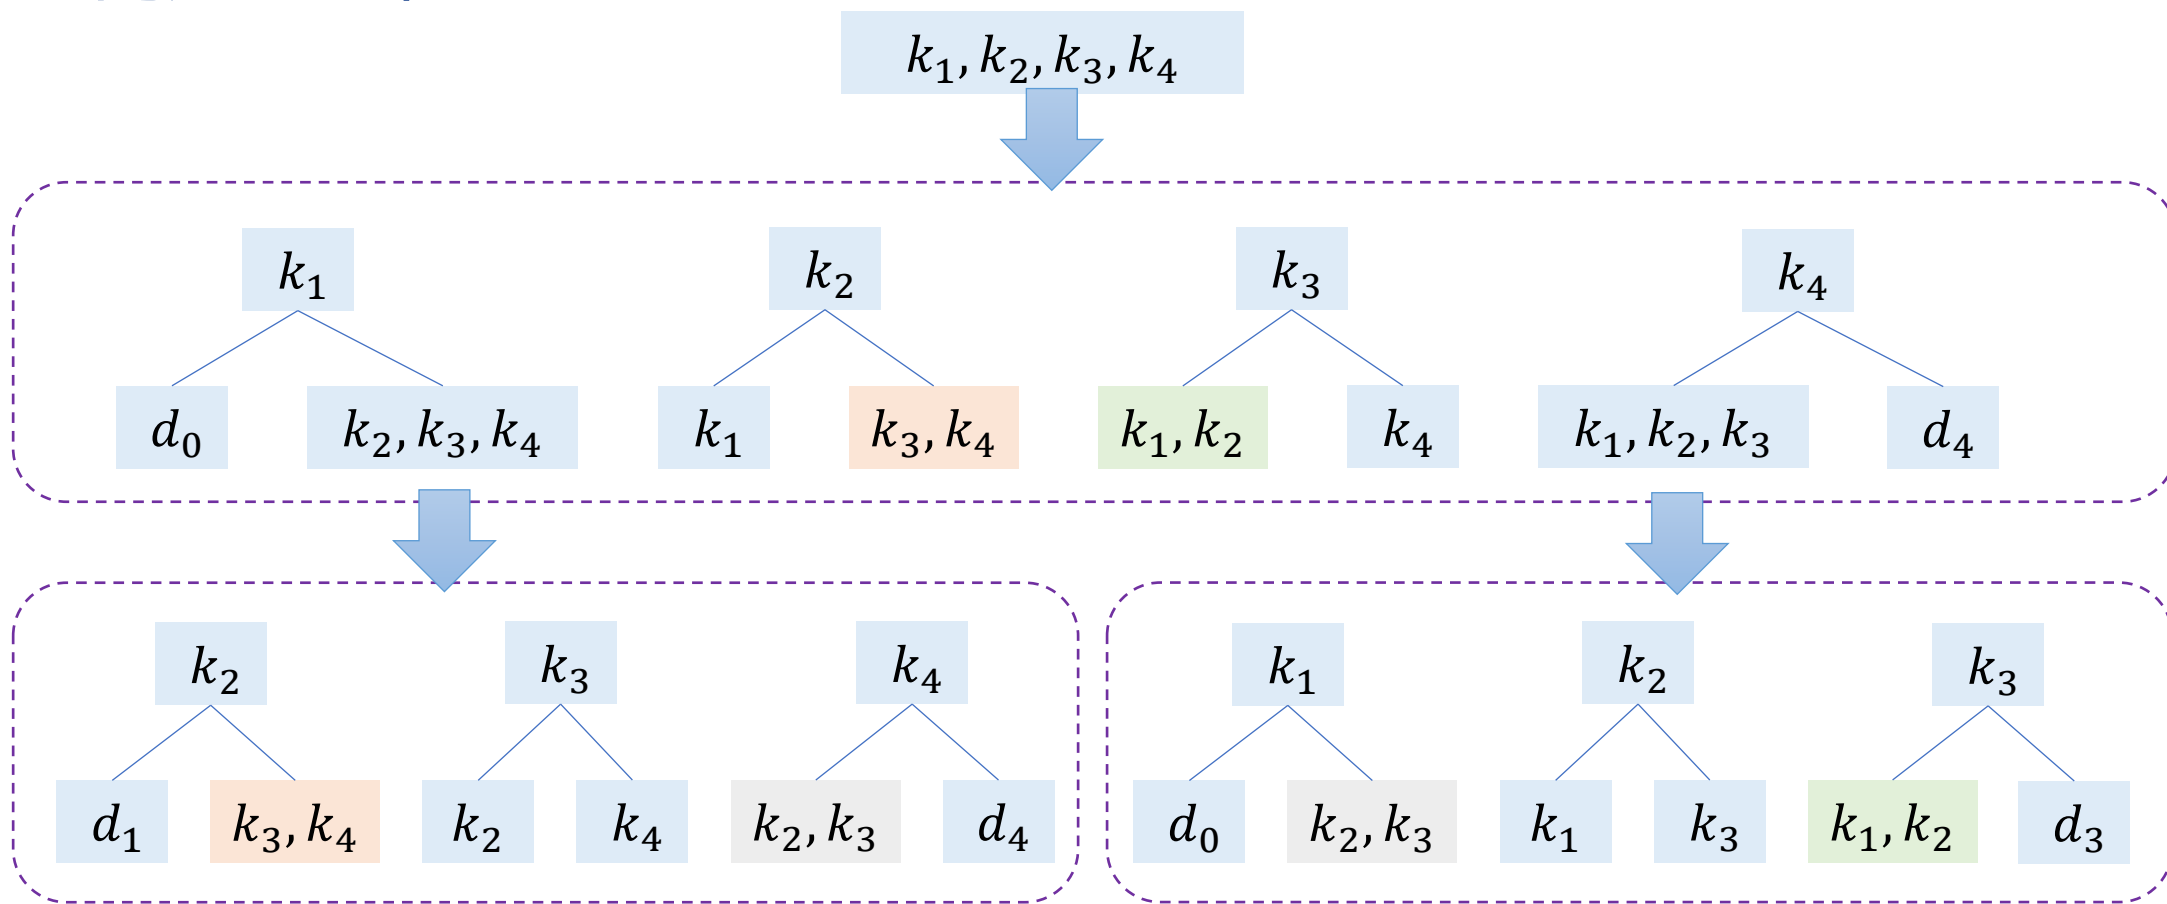 k₁, k₂, k₃, k₄
k₁ k₂ k₃ k₄
d₀ k₂, k₃, k₄ k₁ k₃, k₄ k₁, k₂ k₄ k₁, k₂, k₃ d₄
k₂ k₃ k₄ k₁ k₂ k₃
d₁ k₃, k₄ k₂ k₄ k₂, k₃ d₄ d₀ k₂, k₃ k₁ k₃ k₁, k₂ d₃